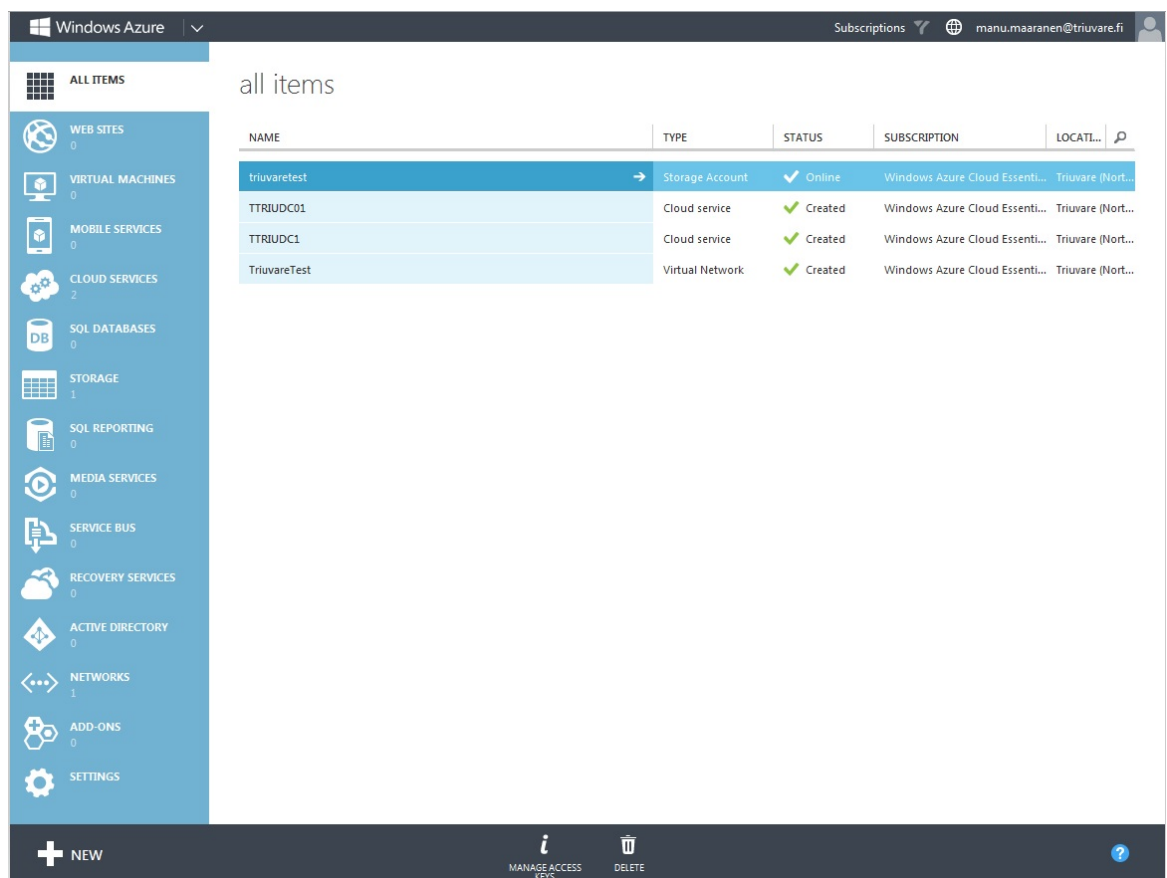 Windows Azure
Subscriptions manu.maaranen@triuvare.fi
ALL ITEMS
WEB SITES
0
VIRTUAL MACHINES
0
MOBILE SERVICES
0
CLOUD SERVICES
2
SQL DATABASES
0
DB
STORAGE
1
SQL REPORTING
0
MEDIA SERVICES
0
SERVICE BUS
0
RECOVERY SERVICES
0
ACTIVE DIRECTORY
0
NETWORKS
1
ADD-ONS
0
SETTINGS
all items
NAME TYPE STATUS SUBSCRIPTION LOCATI...
triuvaretest Storage Account Online Windows Azure Cloud Essenti... Triuvare (Nort...
TTRIUDC01 Cloud service Created Windows Azure Cloud Essenti... Triuvare (Nort...
TTRIUDC1 Cloud service Created Windows Azure Cloud Essenti... Triuvare (Nort...
TriuvareTest Virtual Network Created Windows Azure Cloud Essenti... Triuvare (Nort...
NEW
MANAGE ACCESS
KEYS
DELETE
?